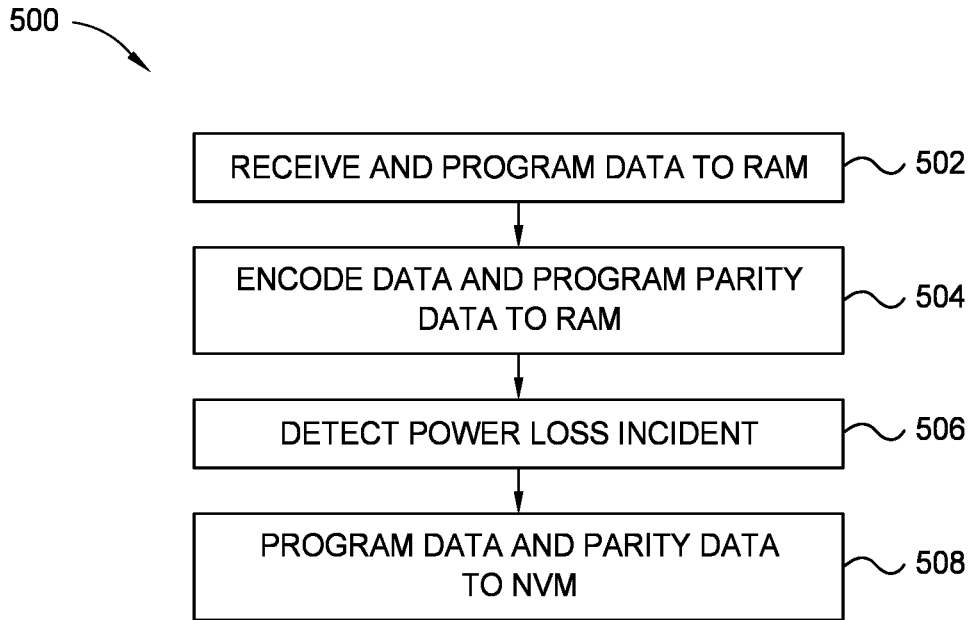 500
RECEIVE AND PROGRAM DATA TO RAM
502
ENCODE DATA AND PROGRAM PARITY
DATA TO RAM
504
DETECT POWER LOSS INCIDENT
506
PROGRAM DATA AND PARITY DATA
TO NVM
508